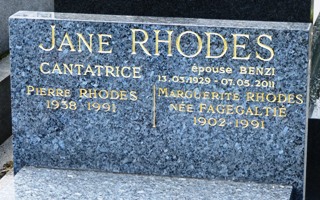 JANE RHODES
CANTATRICE
épouse BENZI
13.03.1929 - 07.05.2011
PIERRE RHODES
1938-1991
MARGUERITE RHODES
NÉE FAGÉGALTIÉ
1902-1991